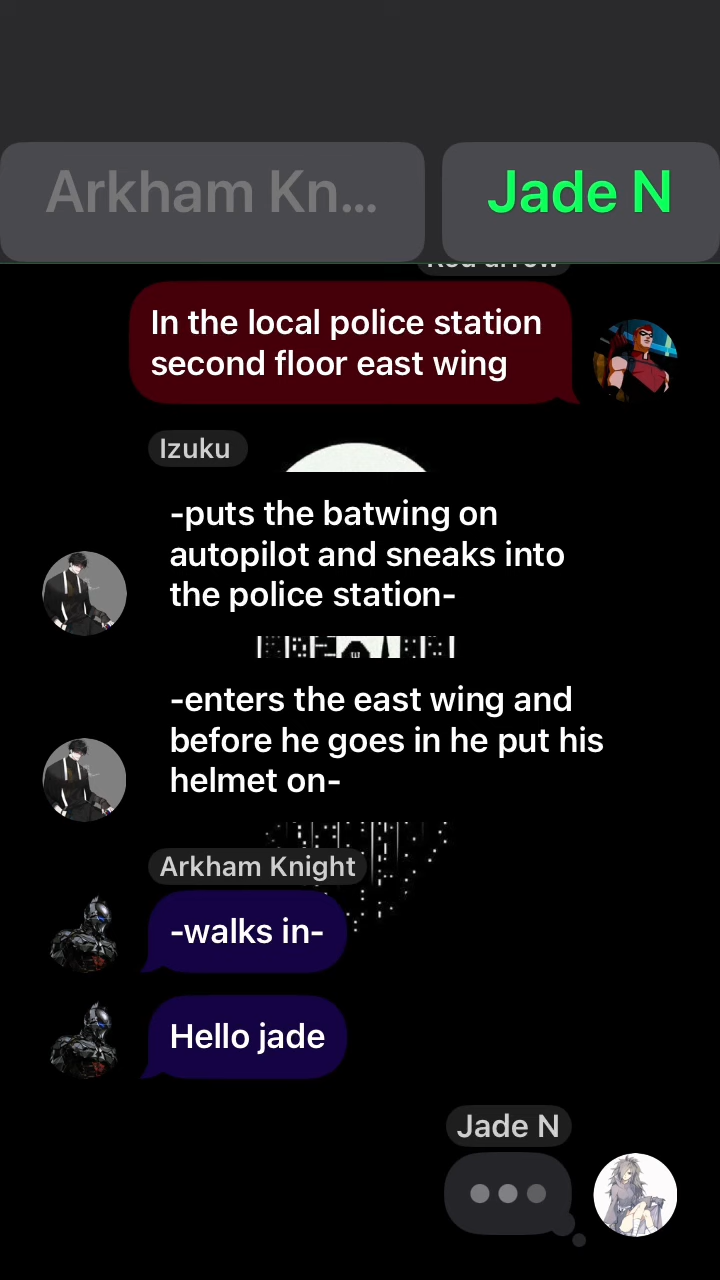 Arkham Kn...
Jade N
Red arrow
In the local police station
second floor east wing
Izuku
-puts the batwing on
autopilot and sneaks into
the police station-
-enters the east wing and
before he goes in he put his
helmet on-
Arkham Knight
-walks in-
Hello jade
Jade N